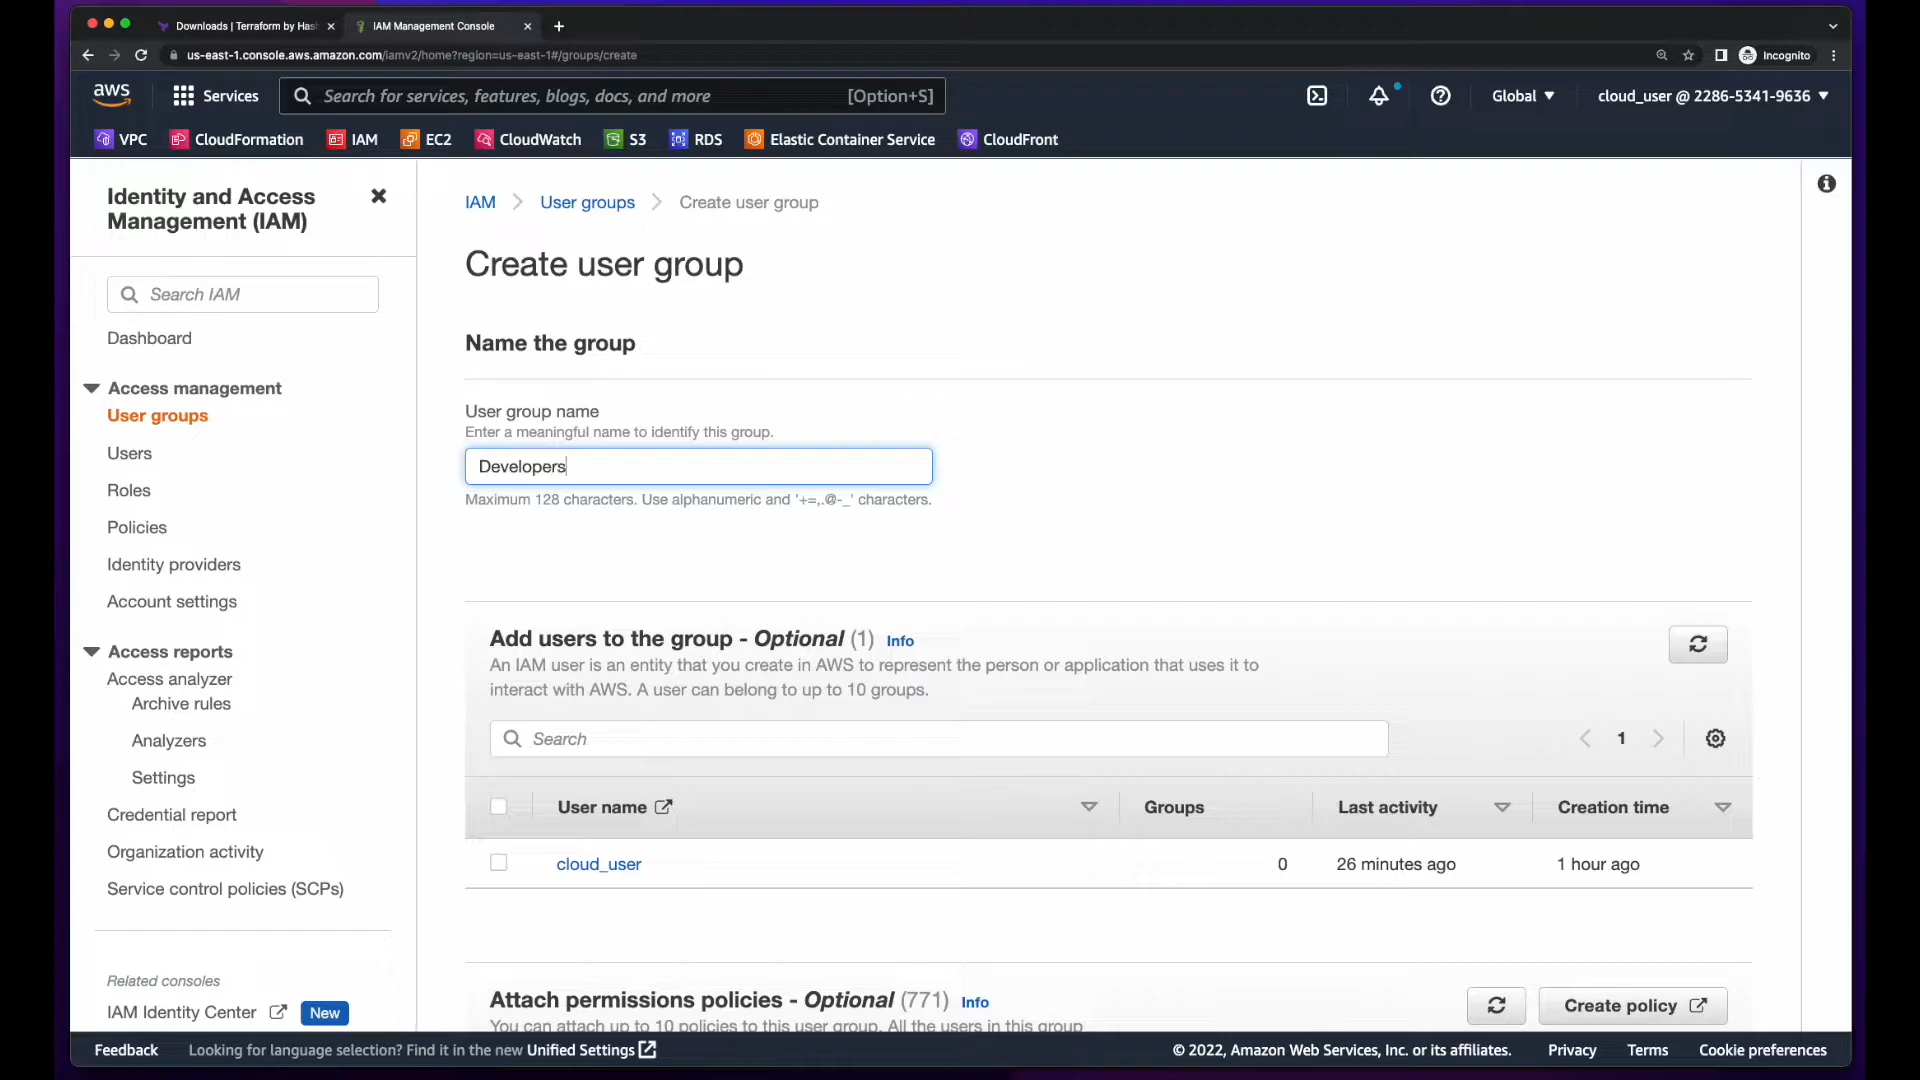 Downloads | Terraform by Has
IAM Management Console
us-east-1.console.aws.amazon.com/iamv2/home?region=us-east-1#/groups/create
Incognito
aws
Services
Search for services, features, blogs, docs, and more
[Option+S]
Global
cloud_user @ 2286-5341-9636
VPC
CloudFormation
IAM
EC2
CloudWatch
S3
RDS
Elastic Container Service
CloudFront
Identity and Access
Management (IAM)
Search IAM
Dashboard
Access management
User groups
Users
Roles
Policies
Identity providers
Account settings
Access reports
Access analyzer
Archive rules
Analyzers
Settings
Credential report
Organization activity
Service control policies (SCPs)
Related consoles
IAM Identity Center
New
IAM
User groups
Create user group
Create user group
Name the group
User group name
Enter a meaningful name to identify this group.
Developers
Maximum 128 characters. Use alphanumeric and '+=,.@-_' characters.
Add users to the group - Optional (1) Info
An IAM user is an entity that you create in AWS to represent the person or application that uses it to
interact with AWS. A user can belong to up to 10 groups.
Search
1
User name
Groups
Last activity
Creation time
cloud_user
0
26 minutes ago
1 hour ago
Attach permissions policies - Optional (771) Info
Create policy
You can attach up to 10 policies to this user group. All the users in this group
Feedback
Looking for language selection? Find it in the new Unified Settings
© 2022, Amazon Web Services, Inc. or its affiliates.
Privacy
Terms
Cookie preferences